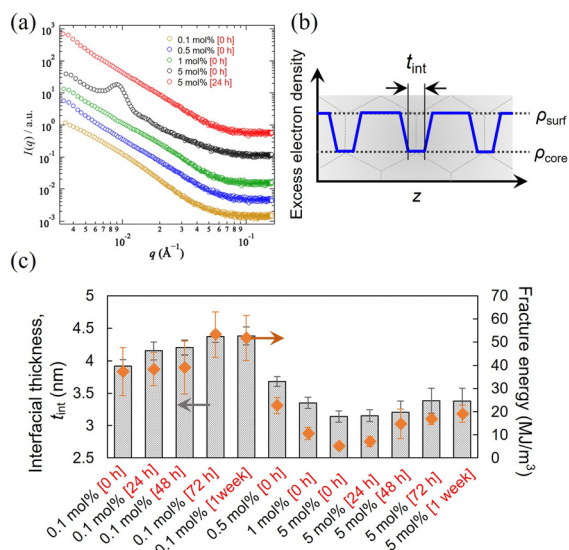 (a)
0.1 mol% [0 h]
0.5 mol% [0 h]
1 mol% [0 h]
5 mol% [0 h]
5 mol% [24 h]
I(q) / a.u.
10³
10²
10¹
10⁰
10⁻¹
10⁻²
10⁻³
4 5 6 7 8 9 2 3 4 5 6 7 8 9
10⁻² 10⁻¹
q (Å⁻¹)
(b)
Excess electron density
t_int
ρ_surf
ρ_core
z
(c)
Interfacial thickness,
t_int (nm)
5
4.5
4
3.5
3
2.5
Fracture energy (MJ/m³)
70
60
50
40
30
20
10
0
0.1 mol% [0 h]
0.1 mol% [24 h]
0.1 mol% [48 h]
0.1 mol% [72 h]
0.1 mol% [1week]
0.5 mol% [0 h]
1 mol% [0 h]
5 mol% [0 h]
5 mol% [24 h]
5 mol% [48 h]
5 mol% [72 h]
5 mol% [1 week]